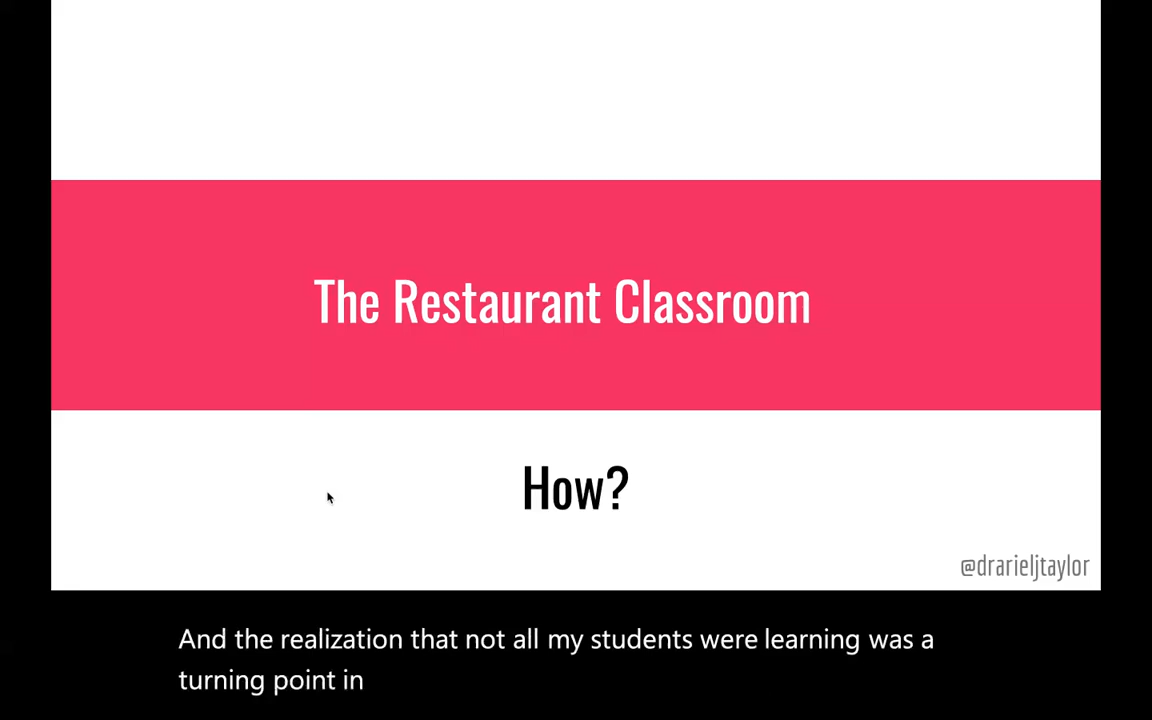 The Restaurant Classroom
How?
@drarieljtaylor
And the realization that not all my students were learning was a
turning point in